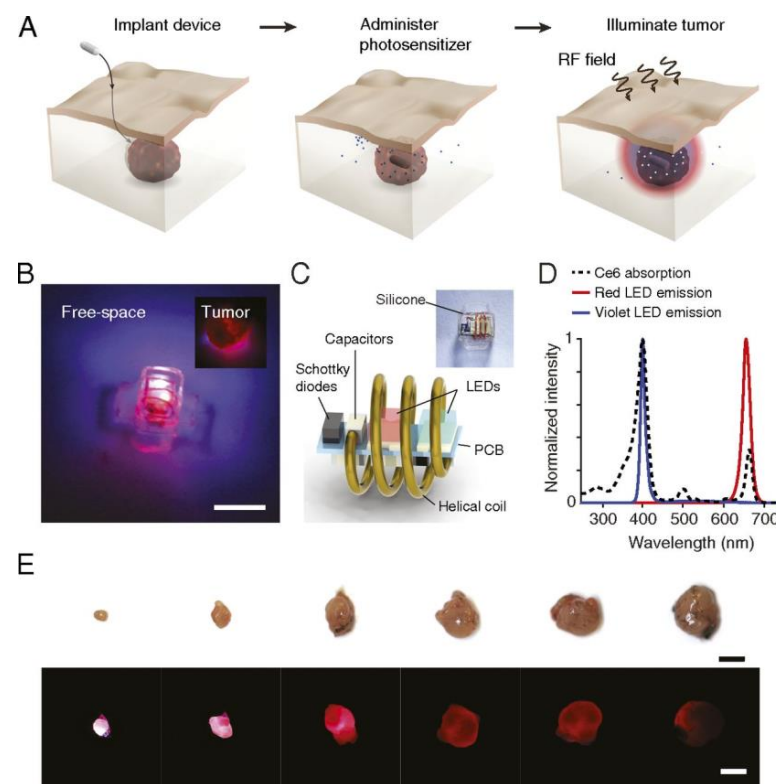 A
Implant device
Administer
photosensitizer
Illuminate tumor
RF field
B
Free-space
Tumor
C
Silicone
Capacitors
Schottky
diodes
LEDs
PCB
Helical coil
D
Ce6 absorption
Red LED emission
Violet LED emission
Normalized intensity
1
0
300
400
500
600
700
Wavelength (nm)
E